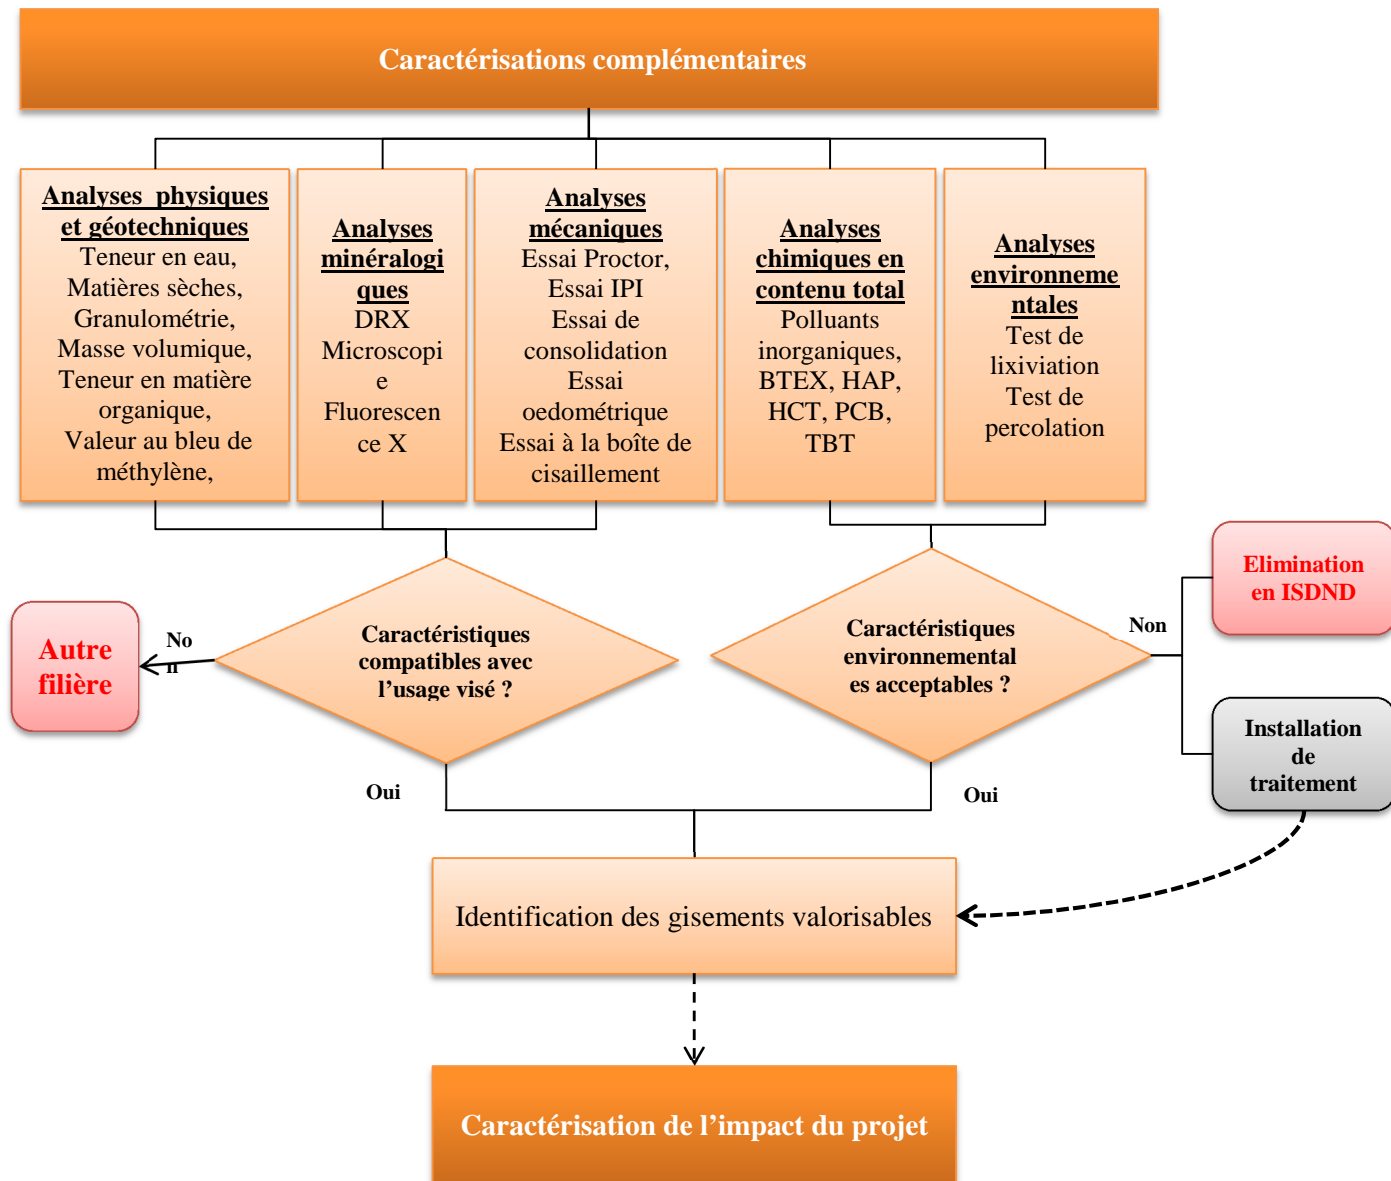 Caractérisations complémentaires
Analyses physiques
et géotechniques
Teneur en eau,
Matières sèches,
Granulométrie,
Masse volumique,
Teneur en matière
organique,
Valeur au bleu de
méthylène,
Analyses
minéralogi
ques
DRX
Microscopi
e
Fluorescen
ce X
Analyses
mécaniques
Essai Proctor,
Essai IPI
Essai de
consolidation
Essai
oedométrique
Essai à la boîte de
cisaillement
Analyses
chimiques en
contenu total
Polluants
inorganiques,
BTEX, HAP,
HCT, PCB,
TBT
Analyses
environneme
ntales
Test de
lixiviation
Test de
percolation
Autre
filière
No
n
Caractéristiques
compatibles avec
l'usage visé ?
Caractéristiques
environnemental
es acceptables ?
Non
Elimination
en ISDND
Installation
de
traitement
Oui
Oui
Identification des gisements valorisables
Caractérisation de l'impact du projet